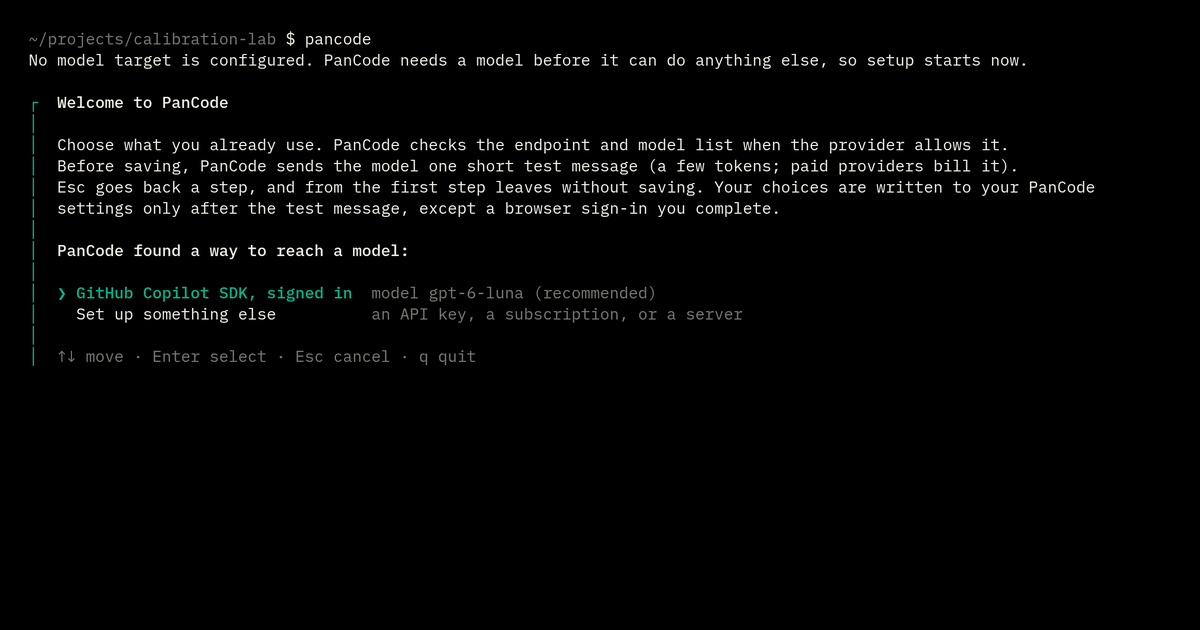 ~/projects/calibration-lab $ pancode
No model target is configured. PanCode needs a model before it can do anything else, so setup starts now.
Welcome to PanCode
Choose what you already use. PanCode checks the endpoint and model list when the provider allows it.
Before saving, PanCode sends the model one short test message (a few tokens; paid providers bill it).
Esc goes back a step, and from the first step leaves without saving. Your choices are written to your PanCode
settings only after the test message, except a browser sign-in you complete.
PanCode found a way to reach a model:
❯ GitHub Copilot SDK, signed in  model gpt-6-luna (recommended)
Set up something else  an API key, a subscription, or a server
↑↓ move · Enter select · Esc cancel · q quit